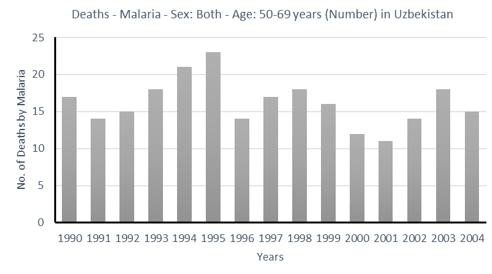 Deaths - Malaria - Sex: Both - Age: 50-69 years (Number) in Uzbekistan
No. of Deaths by Malaria
25
20
15
10
5
0
1990 1991 1992 1993 1994 1995 1996 1997 1998 1999 2000 2001 2002 2003 2004
Years